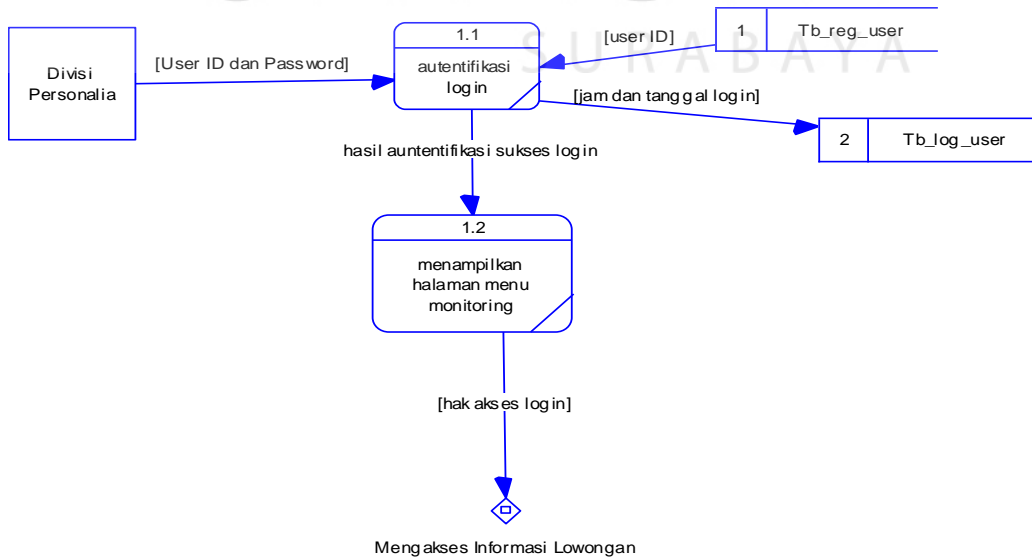 1
Tb_reg_user
1.1
[user ID]
SURABAYA
Divisi
Personalia
[User ID dan Password]
autentifikasi
login
[jam dan tanggal login]
2
Tb_log_user
hasil auntentifikasi sukses login
1.2
menampilkan
halaman menu
monitoring
[hak akses login]
Mengakses Informasi Lowongan